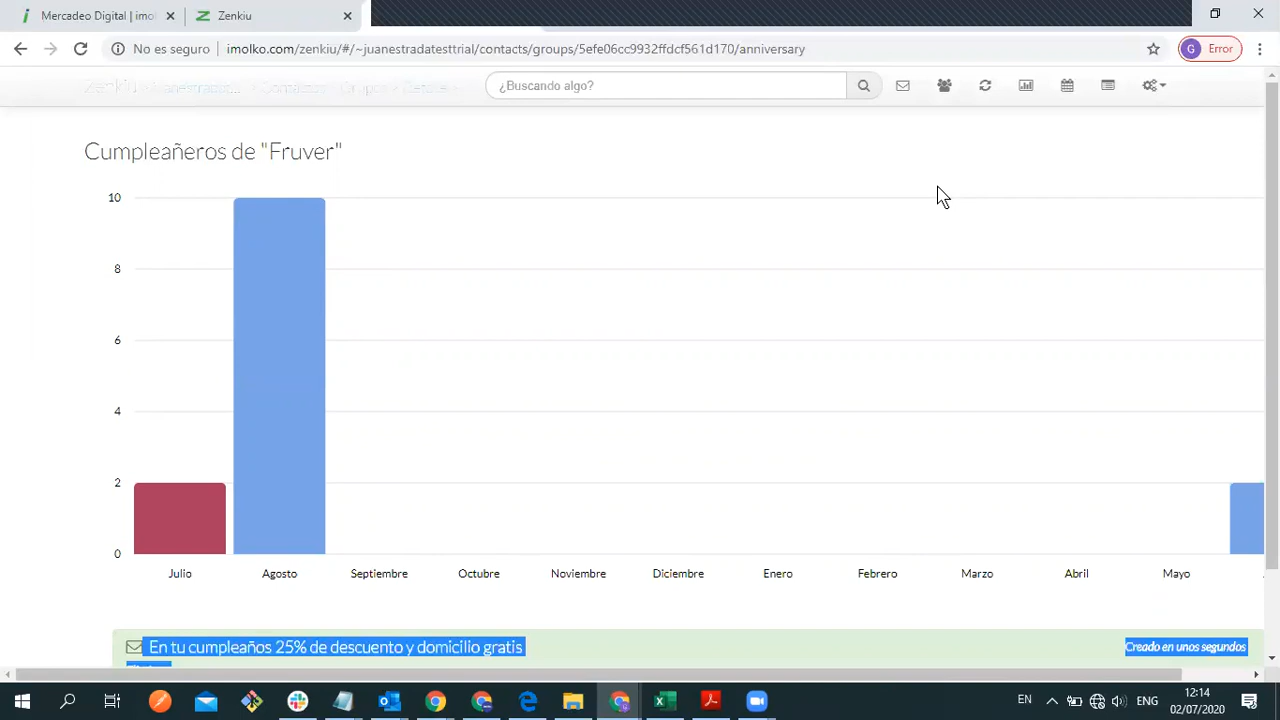 Mercadeo Digital | imol
Zenkiu
No es seguro
imolko.com/zenkiu/#/~juanestradatesttrial/contacts/groups/5efe06cc9932ffdcf561d170/anniversary
G Error
¿Buscando algo?
Cumpleañeros de "Fruver"
10
8
6
4
2
0
Julio Agosto Septiembre Octubre Noviembre Diciembre Enero Febrero Marzo Abril Mayo
En tu cumpleaños 25% de descuento y domicilio gratis
Creado en unos segundos
EN
ENG
12:14
02/07/2020